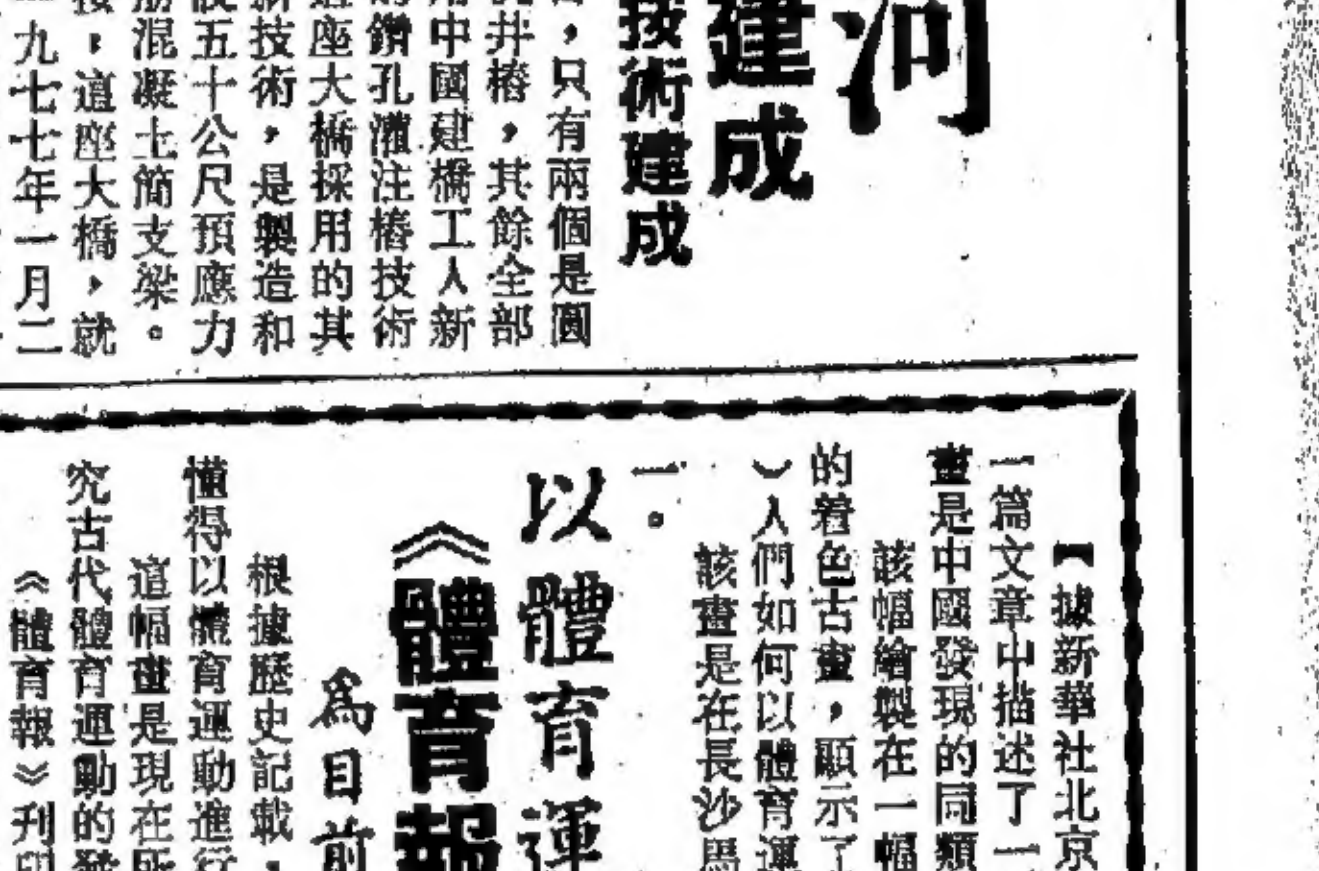 河
建成
技術建成
，只有兩個是圓
井樁，其餘全部
用中國建橋工人新
鑽孔灌注樁技術
這座大橋採用的其
新技術，是製造和
設五十公尺預應力
筋混凝土簡支梁。
接，這座大橋，就
九七七年一月二
【據新華社北京
一篇文章中描述了一
畫是中國發現的同類
該幅繪製在一幅
的着色古畫，顯示了
）人們如何以體育運
該畫是在長沙馬
一。
以體育運
《體育報
爲目前
根據歷史記載，
懂得以體育運動進行
這幅畫是現在所
究古代體育運動的發
《體育報》刊印